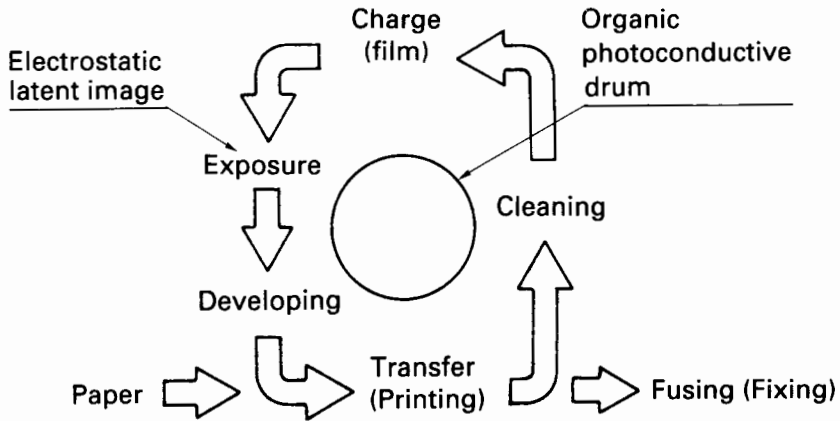 Charge
(film)
Organic
photoconductive
drum
Electrostatic
latent image
Exposure
Cleaning
Developing
Paper
Transfer
(Printing)
Fusing (Fixing)